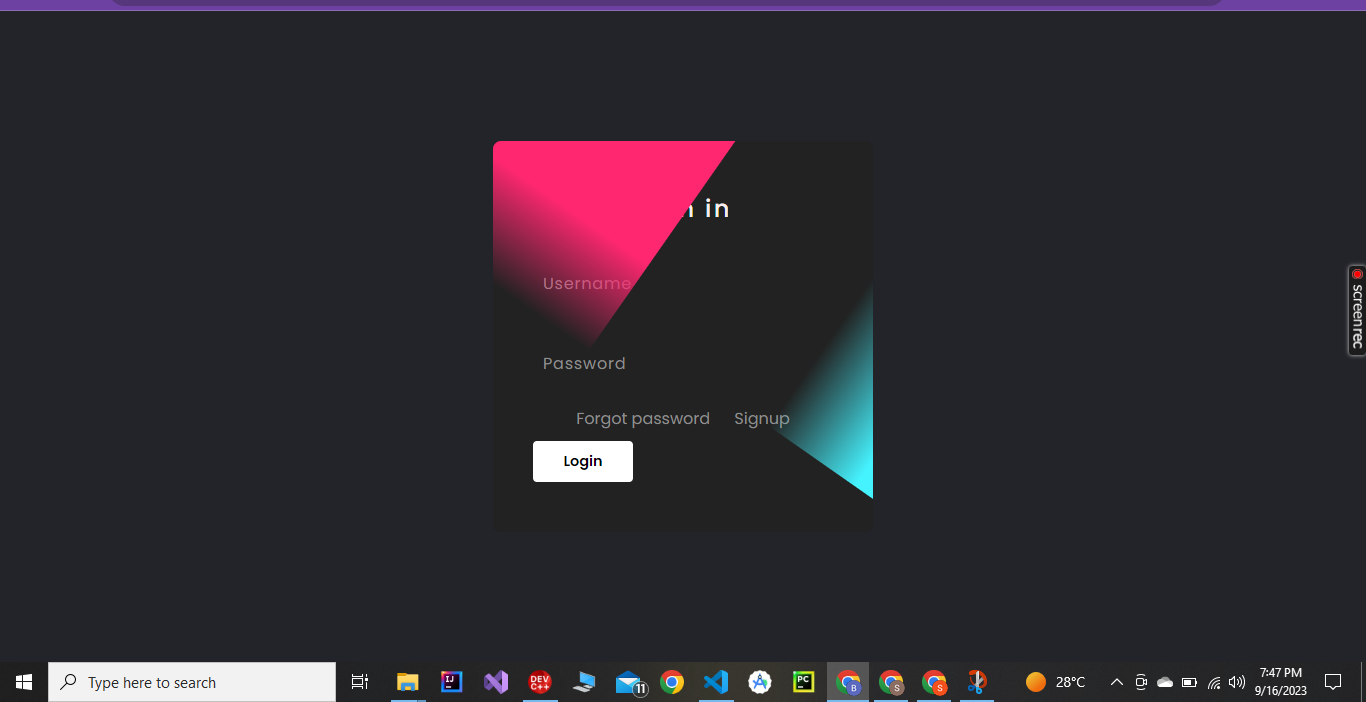 n in
Username
Password
Forgot password Signup
Login
screenrec
Type here to search
IJ
DEV
C++
11
PC
B
S
S
28°C
7:47 PM
9/16/2023